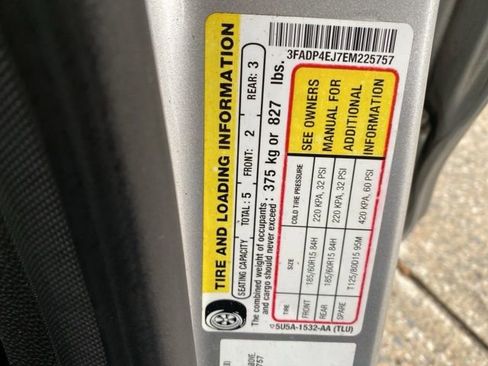 3FADP4EJ7EM225757
TIRE AND LOADING INFORMATION
SEATING CAPACITY TOTAL: 5 FRONT: 2 REAR: 3
The combined weight of occupants
and cargo should never exceed: 375 kg or 827 lbs.
TIRE SIZE COLD TIRE PRESSURE
FRONT 185/60R15 84H 220 KPA, 32 PSI
REAR 185/60R15 84H 220 KPA, 32 PSI
SPARE T125/80D15 95M 420 KPA, 60 PSI
SEE OWNERS
MANUAL FOR
ADDITIONAL
INFORMATION
5U5A-1532-AA (TLU)